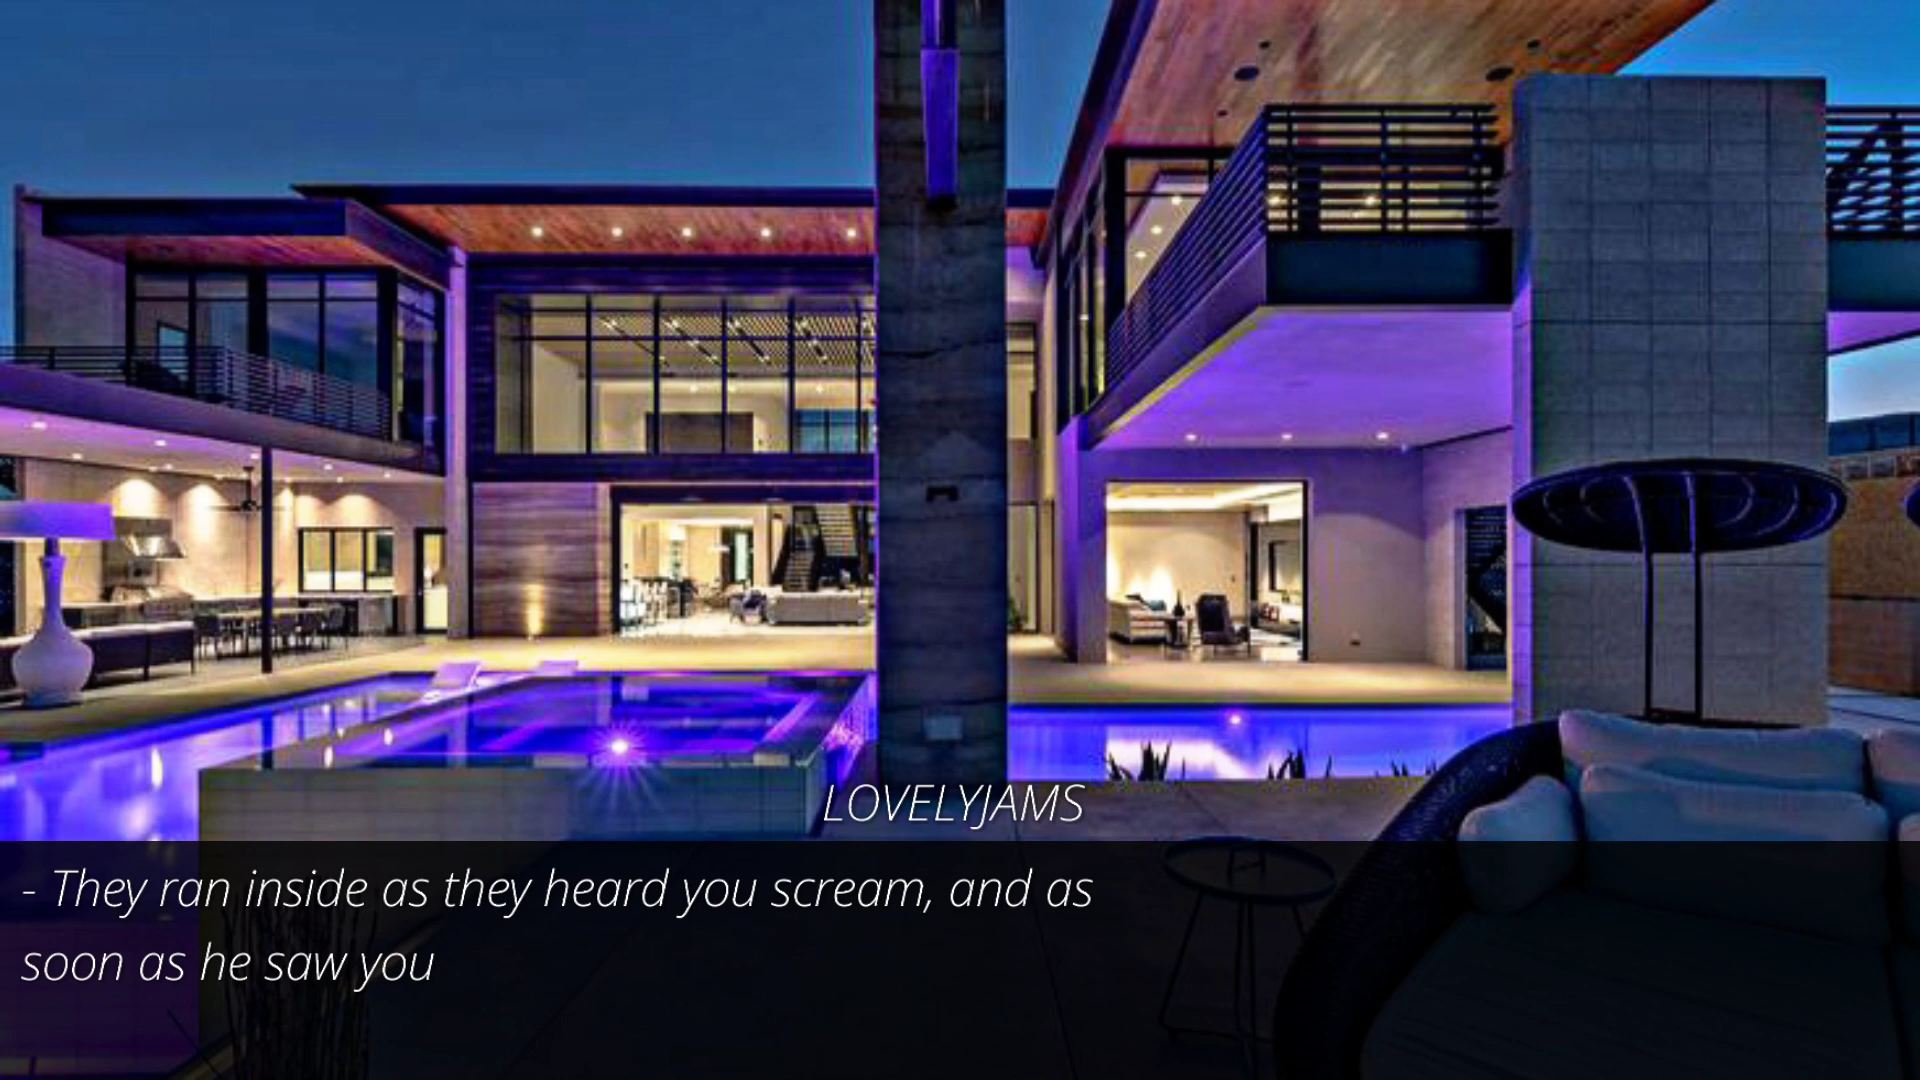 LOVELYJAMS
- They ran inside as they heard you scream, and as
soon as he saw you